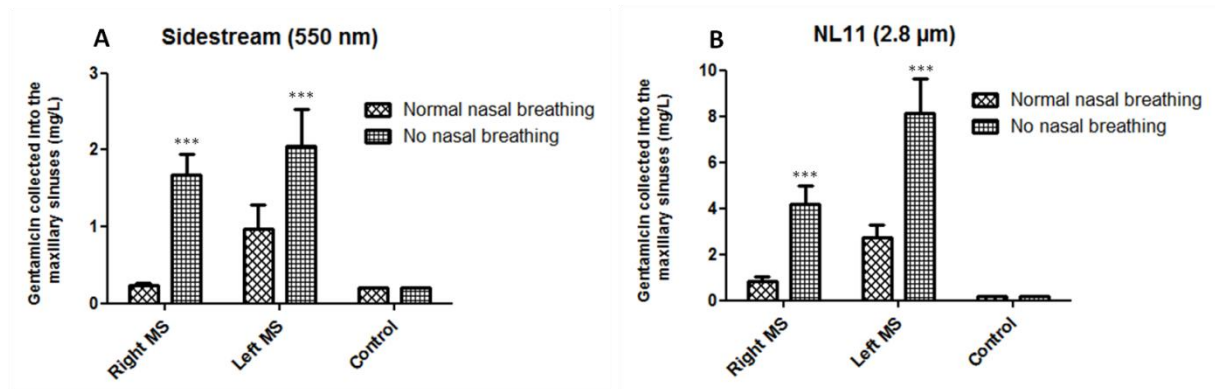 A
Sidestream (550 nm)
Gentamicin collected Into the
maxillary sinuses (mg/L)
3
2
1
0
***
***
Normal nasal breathing
No nasal breathing
Right MS
Left MS
Control
B
NL11 (2.8 µm)
Gentamicin collected into the
maxillary sinuses (mg/L)
10
8
6
4
2
0
***
***
Normal nasal breathing
No nasal breathing
Right MS
Left MS
Control